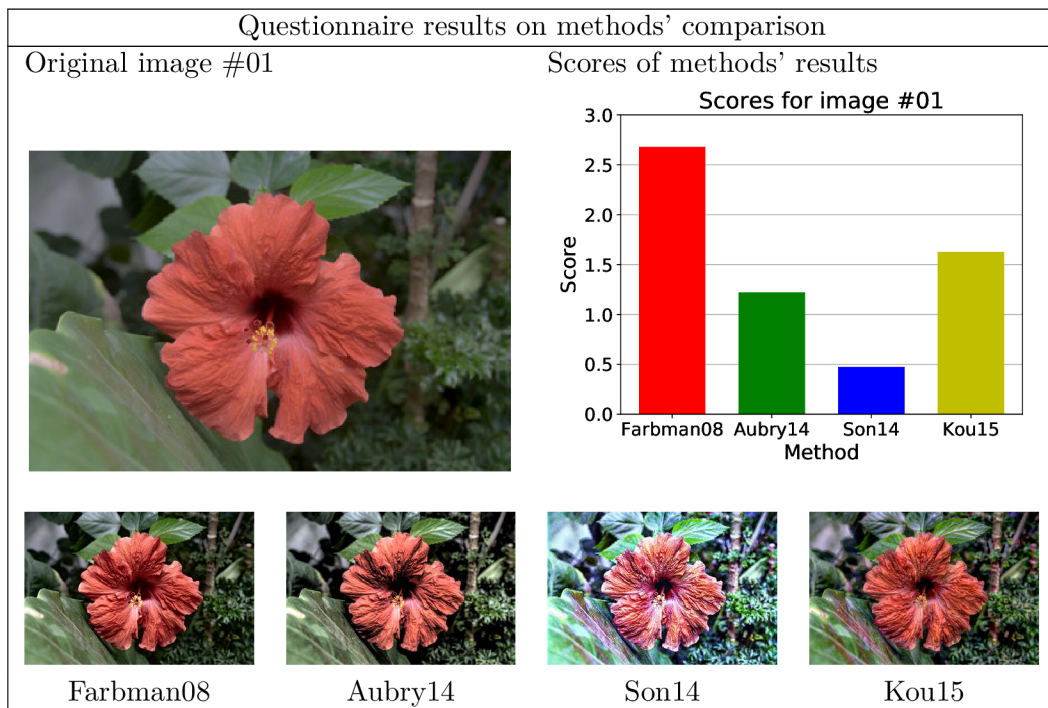 Questionnaire results on methods' comparison
Original image #01
Scores of methods' results
Scores for image #01
3.0
2.5
2.0
1.5
1.0
0.5
0.0
Score
Farbman08 Aubry14 Son14 Kou15
Method
Farbman08 Aubry14 Son14 Kou15